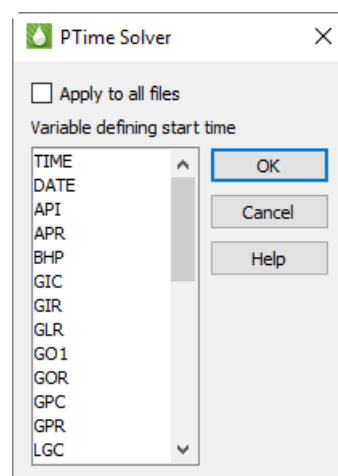 PTime Solver
Apply to all files
Variable defining start time
TIME
DATE
API
APR
BHP
GIC
GIR
GLR
GO1
GOR
GPC
GPR
LGC
OK
Cancel
Help